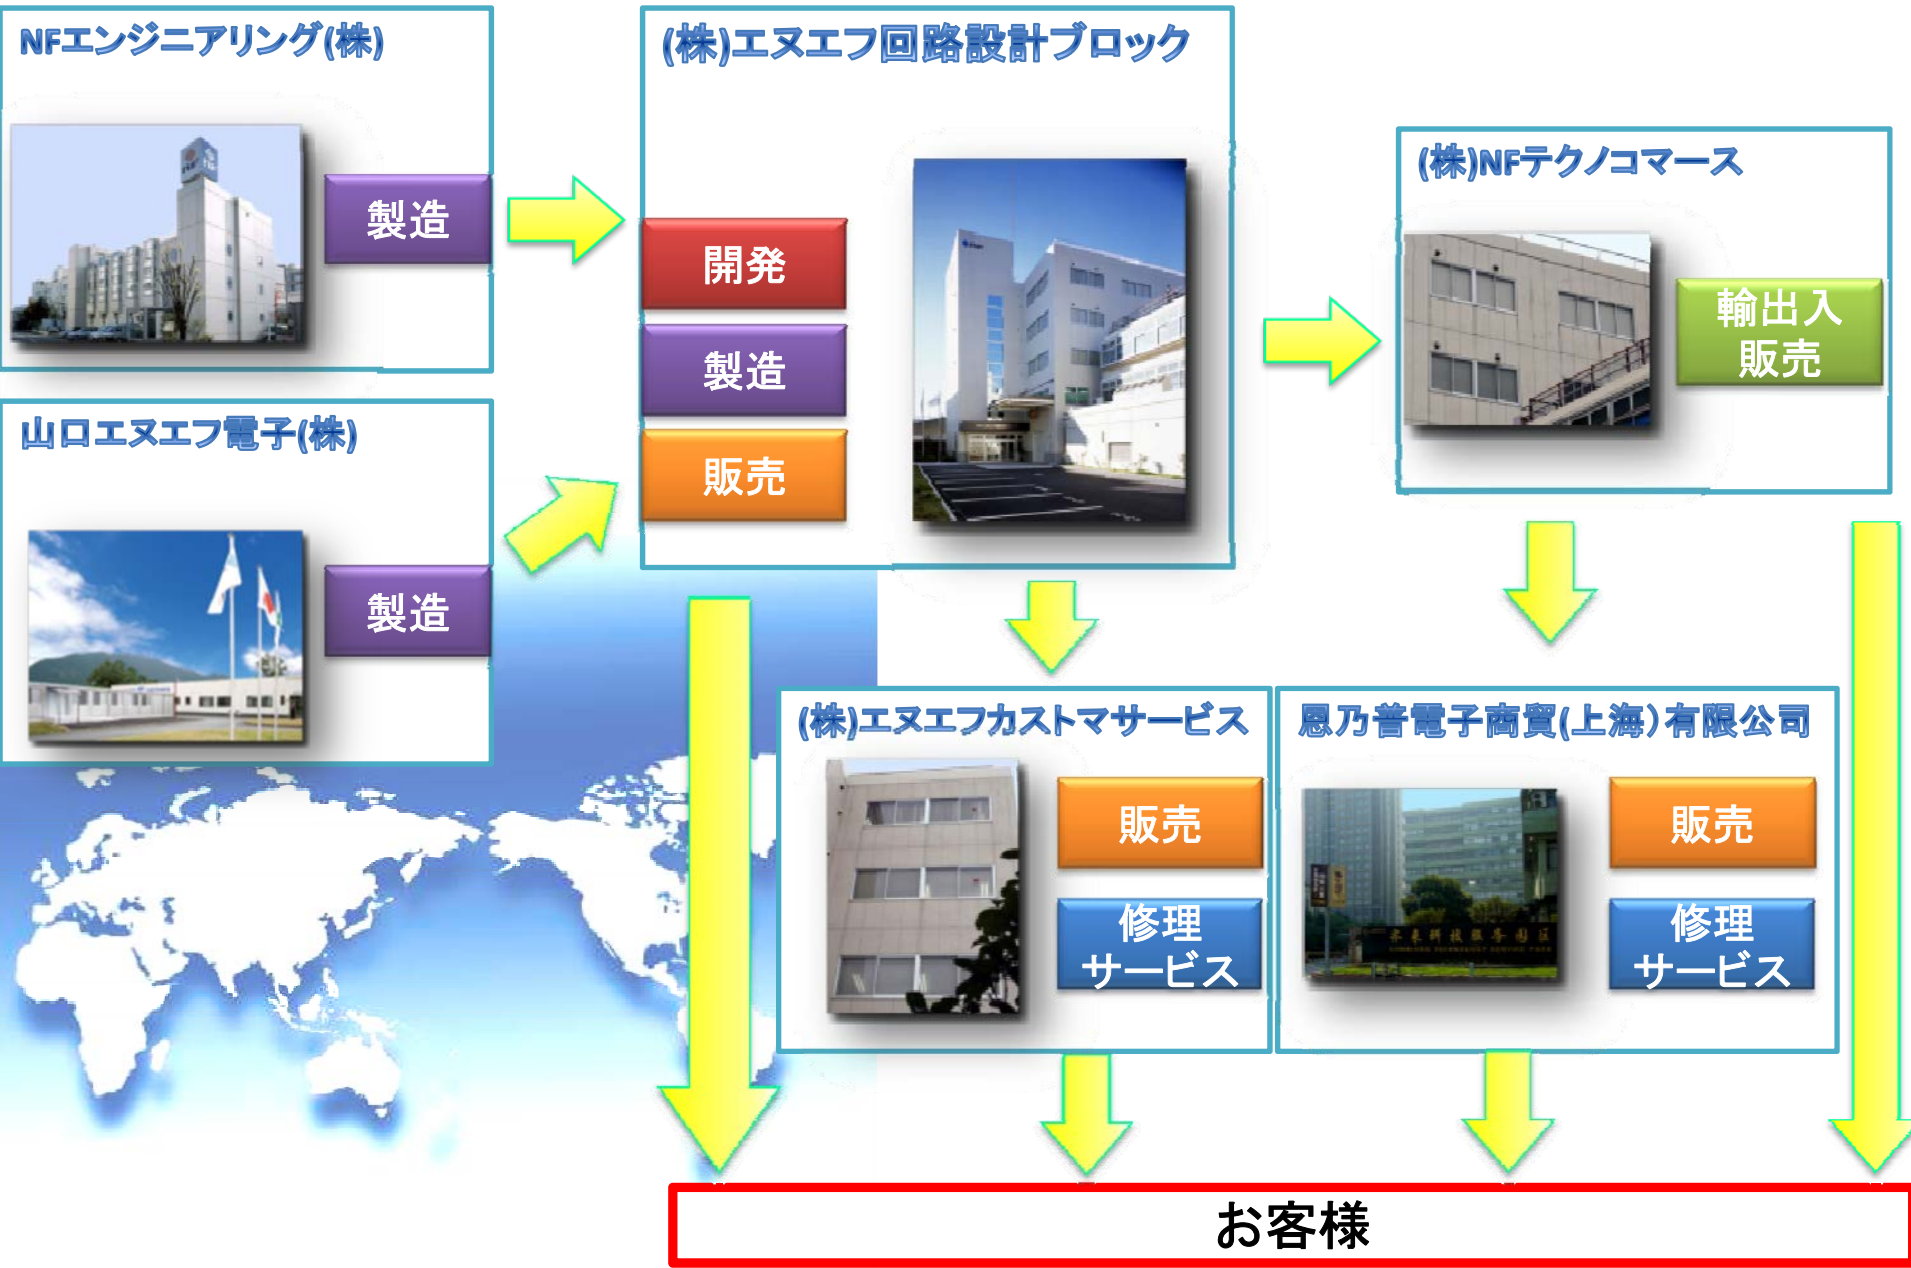 NFエンジニアリング(株)
製造
(株)エヌエフ回路設計ブロック
開発
製造
販売
(株)NFテクノコマース
輸出入
販売
山口エヌエフ電子(株)
製造
(株)エヌエフカストマサービス
販売
修理
サービス
恩乃普電子商貿(上海)有限公司
販売
修理
サービス
お客様